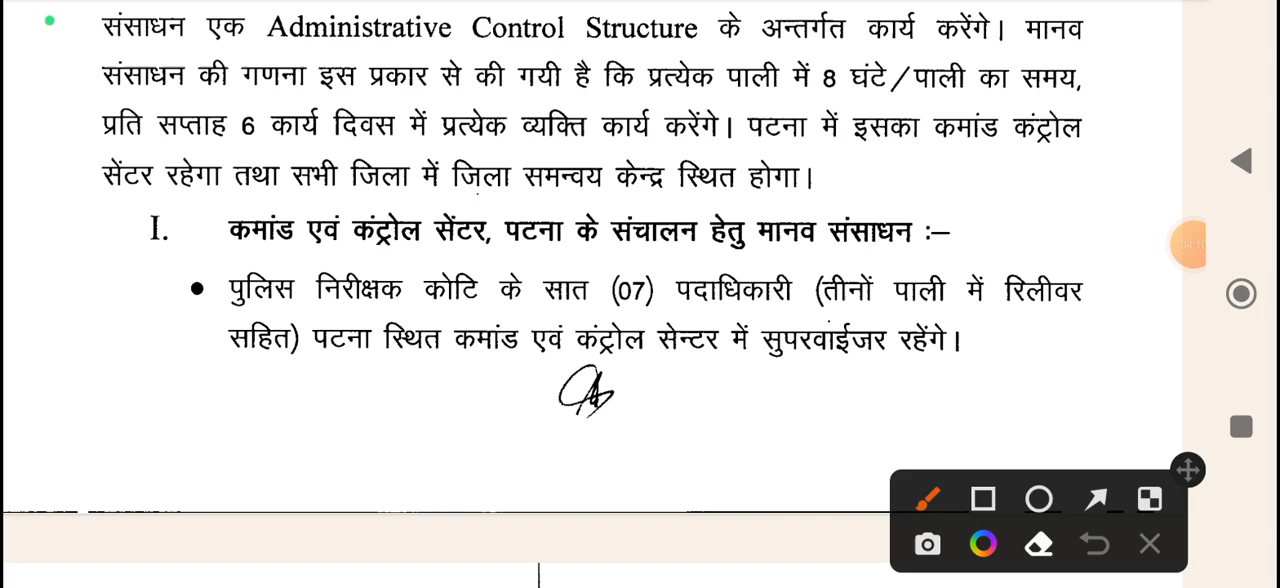 संसाधन एक Administrative Control Structure के अन्तर्गत कार्य करेंगे। मानव
संसाधन की गणना इस प्रकार से की गयी है कि प्रत्येक पाली में 8 घंटे/पाली का समय,
प्रति सप्ताह 6 कार्य दिवस में प्रत्येक व्यक्ति कार्य करेंगे। पटना में इसका कमांड कंट्रोल
सेंटर रहेगा तथा सभी जिला में जिला समन्वय केन्द्र स्थित होगा।
I. कमांड एवं कंट्रोल सेंटर, पटना के संचालन हेतु मानव संसाधन :–
● पुलिस निरीक्षक कोटि के सात (07) पदाधिकारी (तीनों पाली में रिलीवर
सहित) पटना स्थित कमांड एवं कंट्रोल सेन्टर में सुपरवाईजर रहेंगे।
04:10